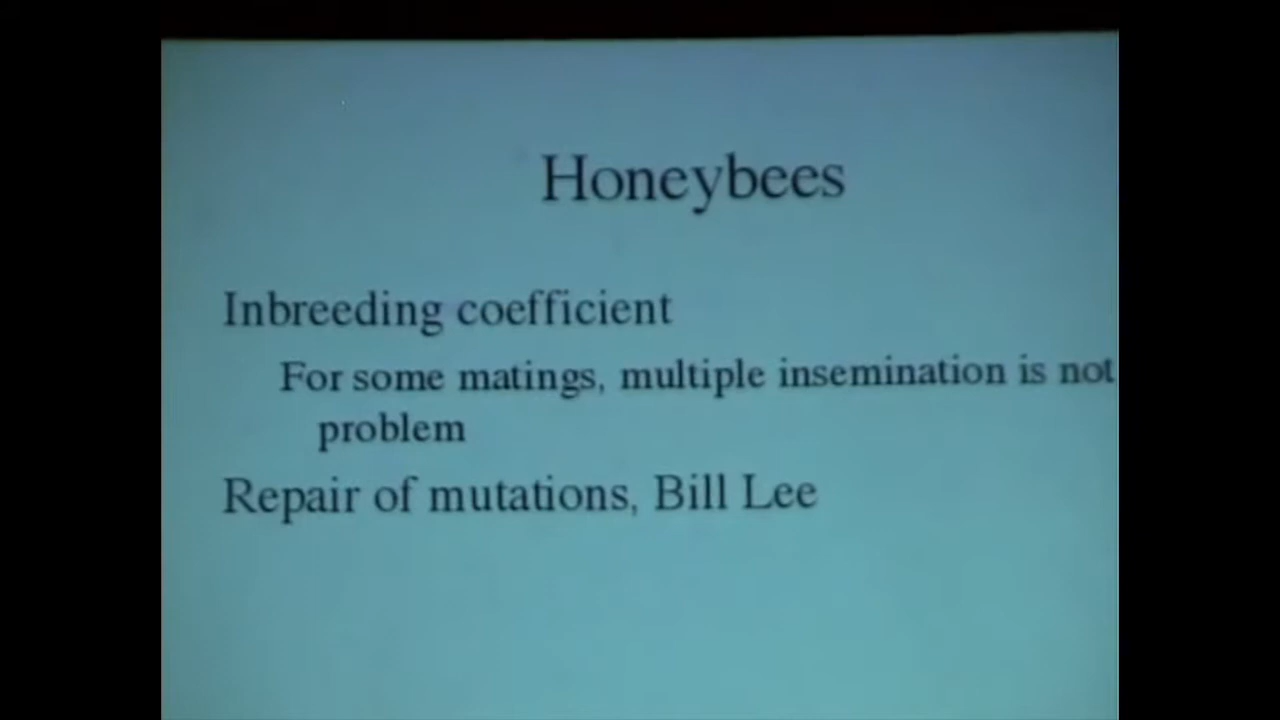 Honeybees
Inbreeding coefficient
For some matings, multiple insemination is not
problem
Repair of mutations, Bill Lee